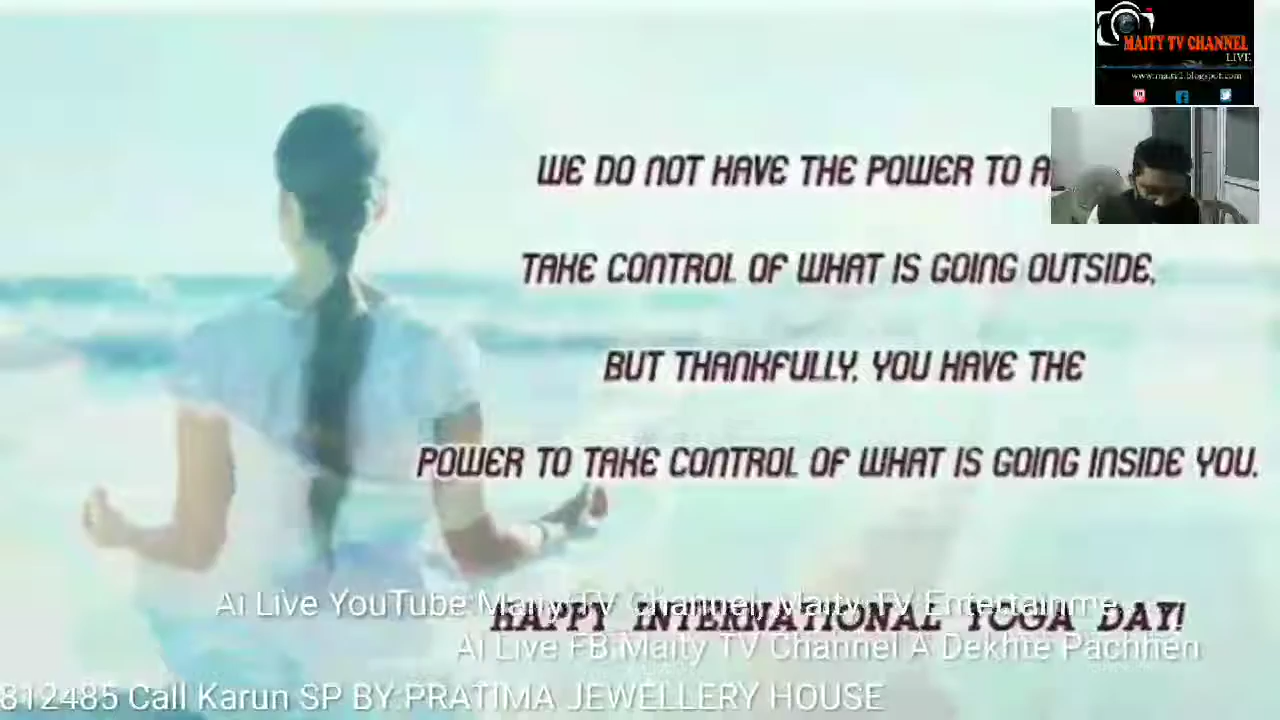 MAITY TV CHANNEL
LIVE
WE DO NOT HAVE THE POWER TO
TAKE CONTROL OF WHAT IS GOING OUTSIDE,
BUT THANKFULLY, YOU HAVE THE
POWER TO TAKE CONTROL OF WHAT IS GOING INSIDE YOU.
Ai Live YouTube Maity TV Channel, Maity TV Entertainme
HAPPY INTERNATIONAL YOGA DAY!
Ai Live FB Maity TV Channel A Dekhte Pachhen
812485 Call Karun SP BY:PRATIMA JEWELLERY HOUSE